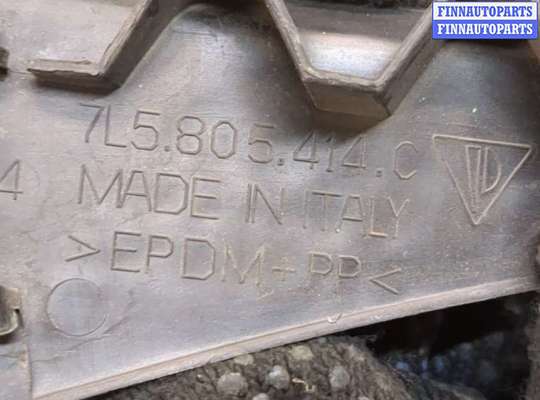 FINNAUTOPARTS
FINNAUTOPARTS
7L5.805.414.C
4 MADE IN ITALY
>EPDM+PP<